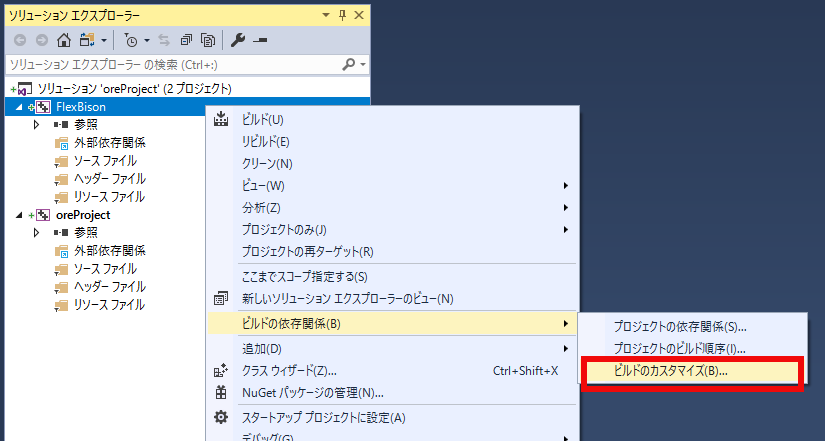 ソリューション エクスプローラー
ソリューション エクスプローラー の検索 (Ctrl+:)
ソリューション 'oreProject' (2 プロジェクト)
FlexBison
参照
外部依存関係
ソース ファイル
ヘッダー ファイル
リソース ファイル
oreProject
参照
外部依存関係
ソース ファイル
ヘッダー ファイル
リソース ファイル
ビルド(U)
リビルド(E)
クリーン(N)
ビュー(W)
分析(Z)
プロジェクトのみ(J)
プロジェクトの再ターゲット(R)
ここまでスコープ指定する(S)
新しいソリューション エクスプローラーのビュー(N)
ビルドの依存関係(B)
追加(D)
クラス ウィザード(Z)... Ctrl+Shift+X
NuGet パッケージの管理(N)...
スタートアップ プロジェクトに設定(A)
デバッグ(G)
プロジェクトの依存関係(S)...
プロジェクトのビルド順序(I)...
ビルドのカスタマイズ(B)...